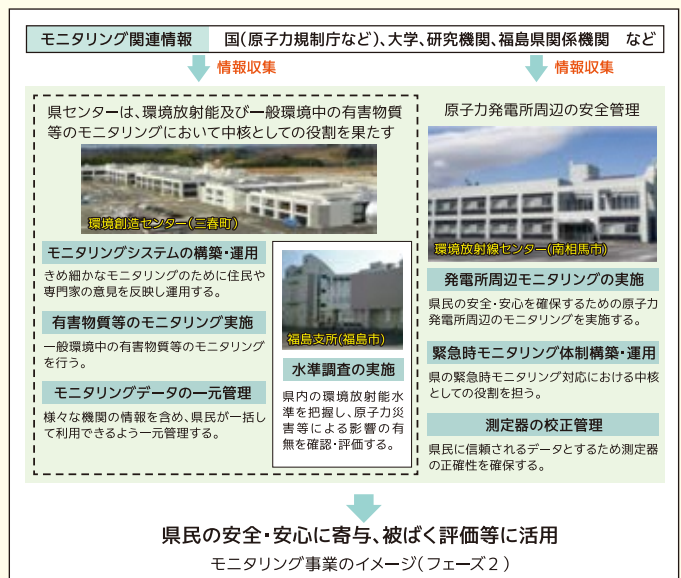 モニタリング関連情報　国(原子力規制庁など)、大学、研究機関、福島県関係機関　など
情報収集
情報収集
県センターは、環境放射能及び一般環境中の有害物質
等のモニタリングにおいて中核としての役割を果たす
環境創造センター(三春町)
モニタリングシステムの構築・運用
きめ細かなモニタリングのために住民や
専門家の意見を反映し運用する。
有害物質等のモニタリング実施
一般環境中の有害物質等のモニタリング
を行う。
モニタリングデータの一元管理
様々な機関の情報を含め、県民が一括し
て利用できるよう一元管理する。
福島支所(福島市)
水準調査の実施
県内の環境放射能水
準を把握し、原子力災
害等による影響の有
無を確認・評価する。
原子力発電所周辺の安全管理
環境放射線センター(南相馬市)
発電所周辺モニタリングの実施
県民の安全・安心を確保するための原子力
発電所周辺のモニタリングを実施する。
緊急時モニタリング体制構築・運用
県の緊急時モニタリング対応における中核
としての役割を担う。
測定器の校正管理
県民に信頼されるデータとするため測定器
の正確性を確保する。
県民の安全・安心に寄与、被ばく評価等に活用
モニタリング事業のイメージ(フェーズ2)